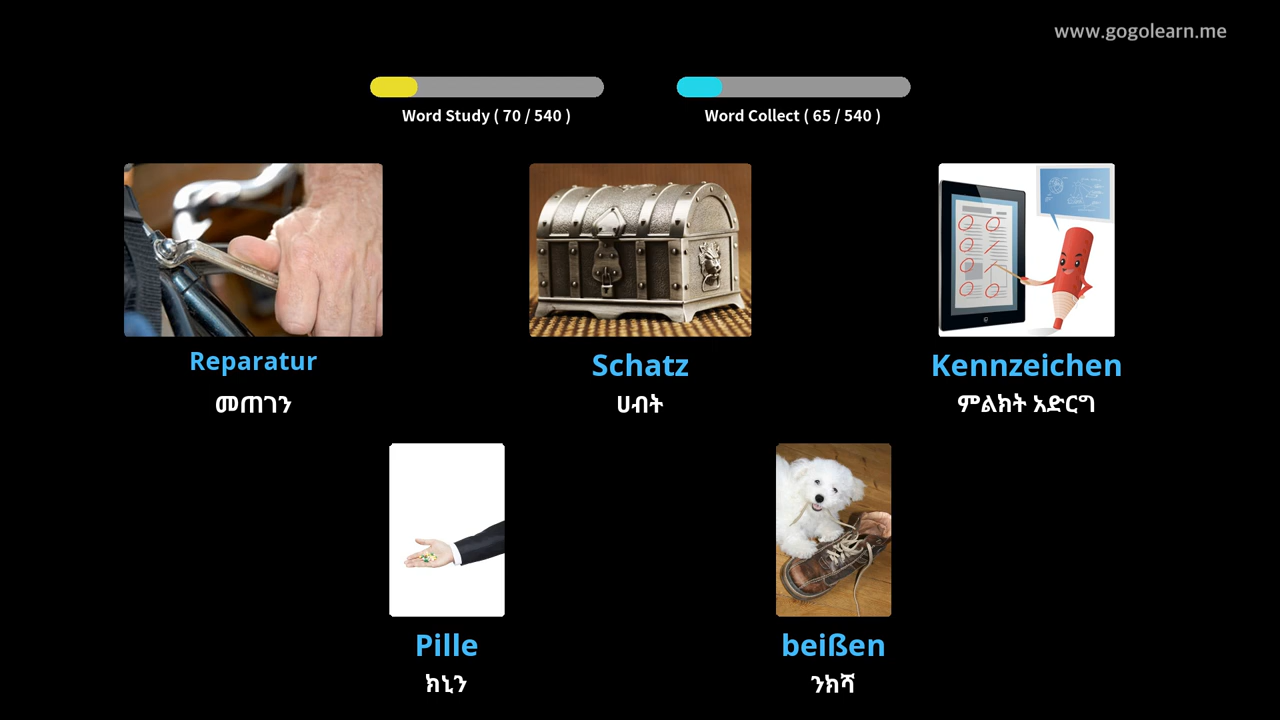 www.gogolearn.me
Word Study ( 70 / 540 )
Word Collect ( 65 / 540 )
Reparatur
መጠገን
Schatz
ሀብት
Kennzeichen
ምልክት አድርግ
Pille
ክኒን
beißen
ንክሻ